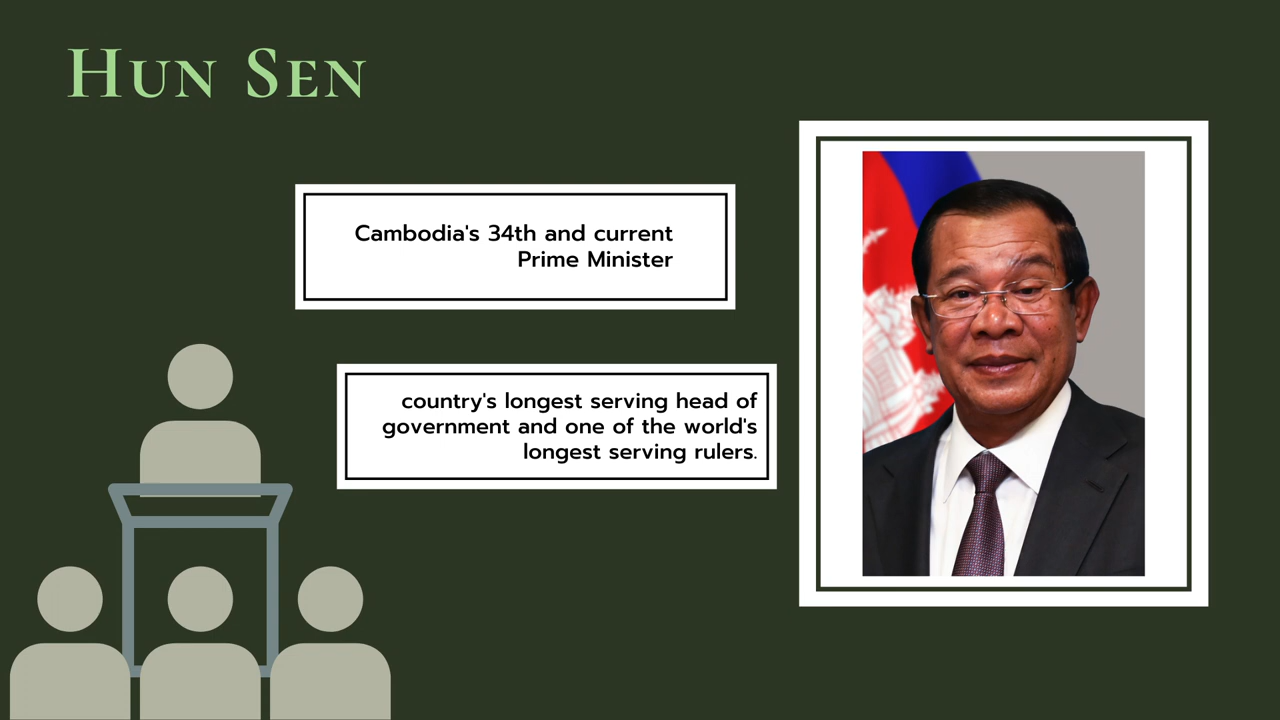 Hun Sen
Cambodia's 34th and current
Prime Minister
country's longest serving head of
government and one of the world's
longest serving rulers.